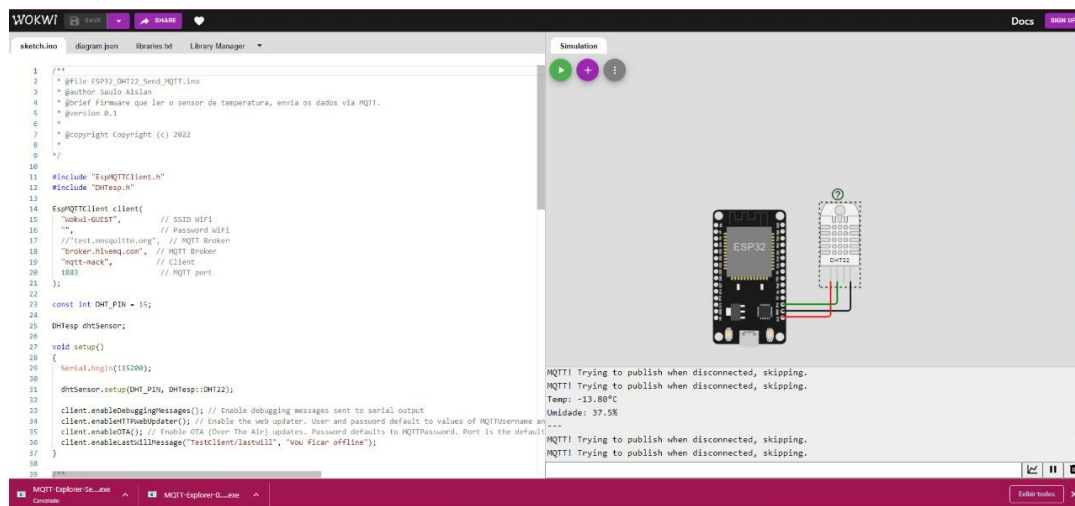 WOKWI SAVE SHARE Docs SIGN UP
sketch.ino diagram.json libraries.txt Library Manager
Simulation
1 /**
2 * @file ESP32_DHT22_Send_MQTT.ino
3 * @author Saulo Aislan
4 * @brief Firmware que ler o sensor de temperatura, envia os dados via MQTT.
5 * @version 0.1
6 *
7 * @copyright Copyright (c) 2022
8 *
9 */
10
11 #include "EspMQTTClient.h"
12 #include "DHTesp.h"
13
14 EspMQTTClient client(
15 "Wokwi-GUEST", // SSID WiFi
16 "", // Password WiFi
17 //"test.mosquitto.org", // MQTT Broker
18 "broker.hivemq.com", // MQTT Broker
19 "mqtt-mack", // Client
20 1883 // MQTT port
21 );
22
23 const int DHT_PIN = 15;
24
25 DHTesp dhtSensor;
26
27 void setup()
28 {
29 Serial.begin(115200);
30
31 dhtSensor.setup(DHT_PIN, DHTesp::DHT22);
32
33 client.enableDebuggingMessages(); // Enable debugging messages sent to serial output
34 client.enableHTTPWebUpdater(); // Enable the web updater. User and password default to values of MQTTUsername an
35 client.enableOTA(); // Enable OTA (Over The Air) updates. Password defaults to MQTTPassword. Port is the default
36 client.enableLastWillMessage("TestClient/lastwill", "Vou ficar offline");
37 }
38
39 /**
ESP32
DHT22
MQTT! Trying to publish when disconnected, skipping.
MQTT! Trying to publish when disconnected, skipping.
Temp: -13.80°C
Umidade: 37.5%
---
MQTT! Trying to publish when disconnected, skipping.
MQTT! Trying to publish when disconnected, skipping.
MQTT-Explorer-Se....exe
Cancelado
MQTT-Explorer-0....exe
Exibir todos